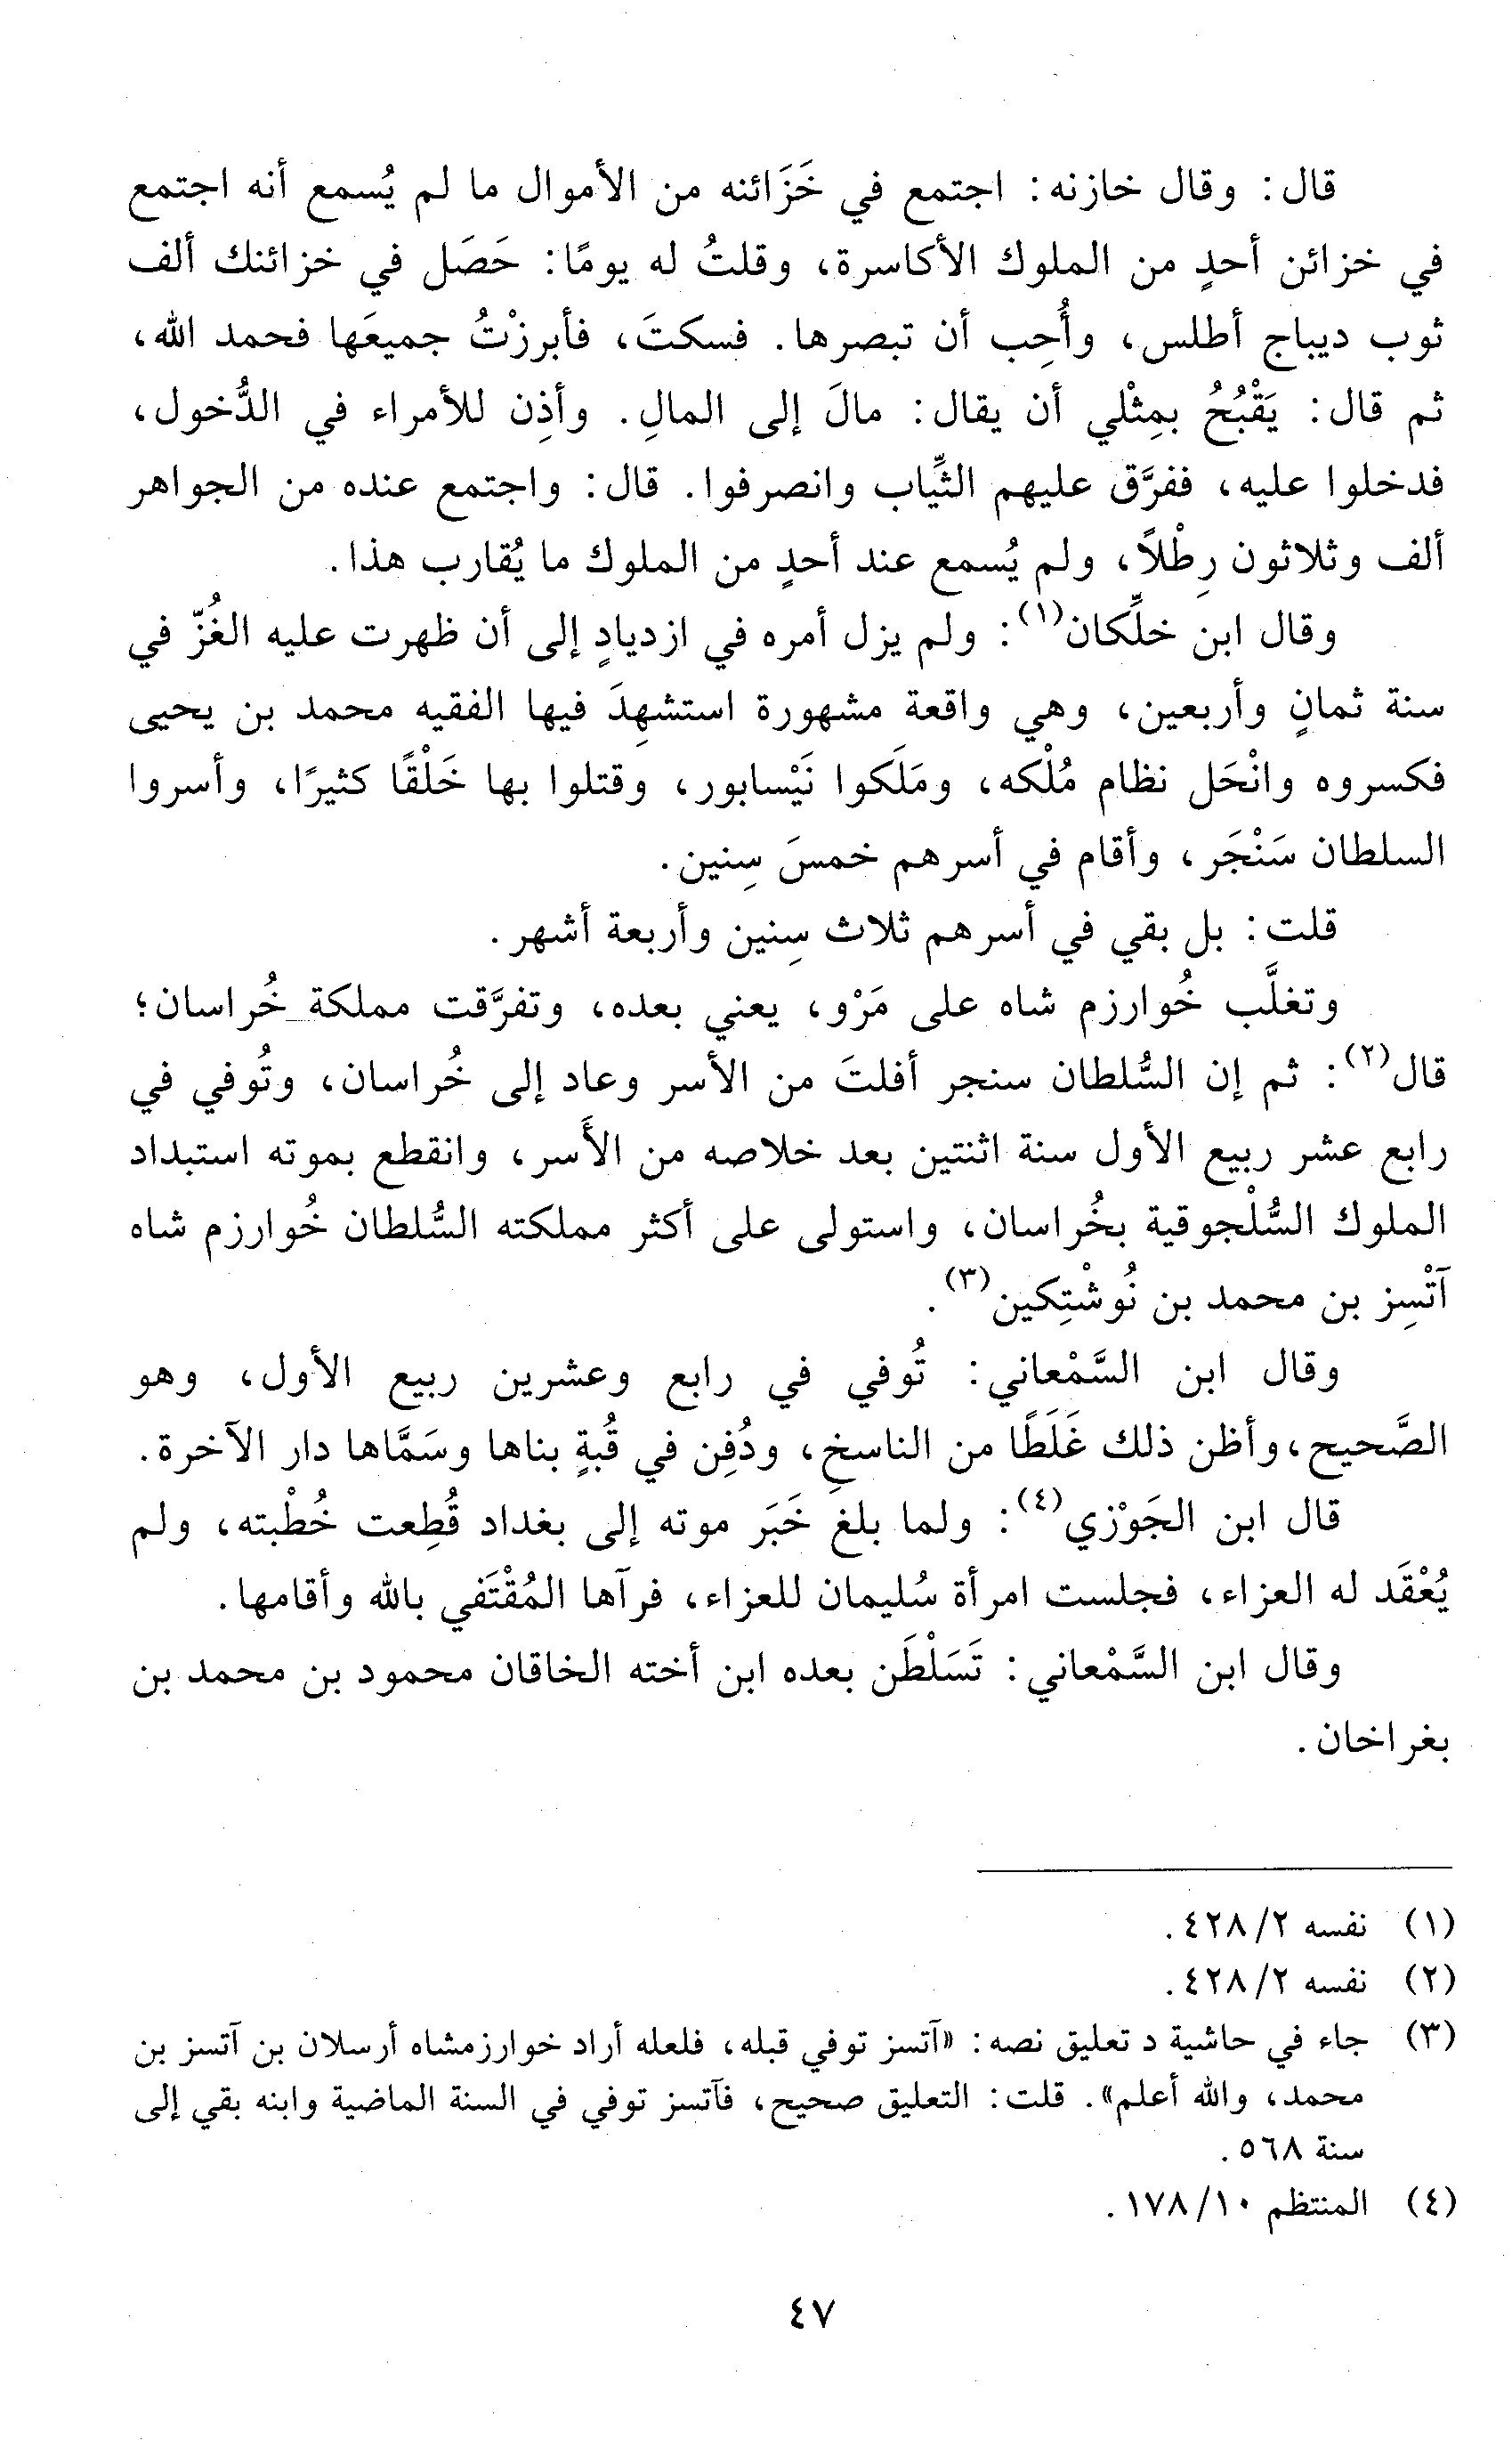 قال: وقال خازنه: اجتمع في خَزَائنه من الأموال ما لم يُسمع أنه اجتمع
في خزائن أحدٍ من الملوك الأكاسرة، وقلتُ له يومًا: حَصَل في خزائنك ألف
ثوب ديباج أطلس، وأُحِب أن تبصرها. فسكتَ، فأبرزْتُ جميعَها فحمد الله،
ثم قال: يَقْبُحُ بمِثْلي أن يقال: مالَ إلى المالِ. وأذِن للأمراء في الدُّخول،
فدخلوا عليه، ففرَّق عليهم الثِّياب وانصرفوا. قال: واجتمع عنده من الجواهر
ألف وثلاثون رِطْلاً، ولم يُسمع عند أحدٍ من الملوك ما يُقارب هذا.
وقال ابن خلِّكان(١): ولم يزل أمره في ازديادٍ إلى أن ظهرت عليه الغُزّ في
سنة ثمانٍ وأربعين، وهي واقعة مشهورة استشهِدَ فيها الفقيه محمد بن يحيى
فكسروه وانْحَل نظام مُلْكه، ومَلَكوا نَيْسابور، وقتلوا بها خَلْقًا كثيرًا، وأسروا
السلطان سَنْجَر، وأقام في أسرهم خمسَ سِنين.
قلت: بل بقي في أسرهم ثلاث سِنين وأربعة أشهر.
وتغلَّب خُوارزم شاه على مَرْو، يعني بعده، وتفرَّقت مملكة خُراسان؛
قال(٢): ثم إن السُّلطان سنجر أفلتَ من الأسر وعاد إلى خُراسان، وتُوفي في
رابع عشر ربيع الأول سنة اثنتين بعد خلاصه من الأَسر، وانقطع بموته استبداد
الملوك السُّلْجوقية بخُراسان، واستولى على أكثر مملكته السُّلطان خُوارزم شاه
آتْسِز بن محمد بن نُوشْتِكين(٣).
وقال ابن السَّمْعاني: تُوفي في رابع وعشرين ربيع الأول، وهو
الصَّحيح، وأظن ذلك غَلَطًا من الناسخِ، ودُفِن في قُبةٍ بناها وسَمَّاها دار الآخرة.
قال ابن الجَوْزي(٤): ولما بلغ خَبَر موته إلى بغداد قُطِعت خُطْبته، ولم
يُعْقَد له العزاء، فجلست امرأة سُليمان للعزاء، فرآها المُقْتَفي بالله وأقامها.
وقال ابن السَّمْعاني: تَسَلْطَن بعده ابن أخته الخاقان محمود بن محمد بن
بغراخان.
(١) نفسه ٢/ ٤٢٨.
(٢) نفسه ٢/ ٤٢٨.
(٣) جاء في حاشية د تعليق نصه: «آتسز توفي قبله، فلعله أراد خوارزمشاه أرسلان بن آتسز بن
محمد، والله أعلم». قلت: التعليق صحيح، فآتسز توفي في السنة الماضية وابنه بقي إلى
سنة ٥٦٨.
(٤) المنتظم ١٠/ ١٧٨.
٤٧